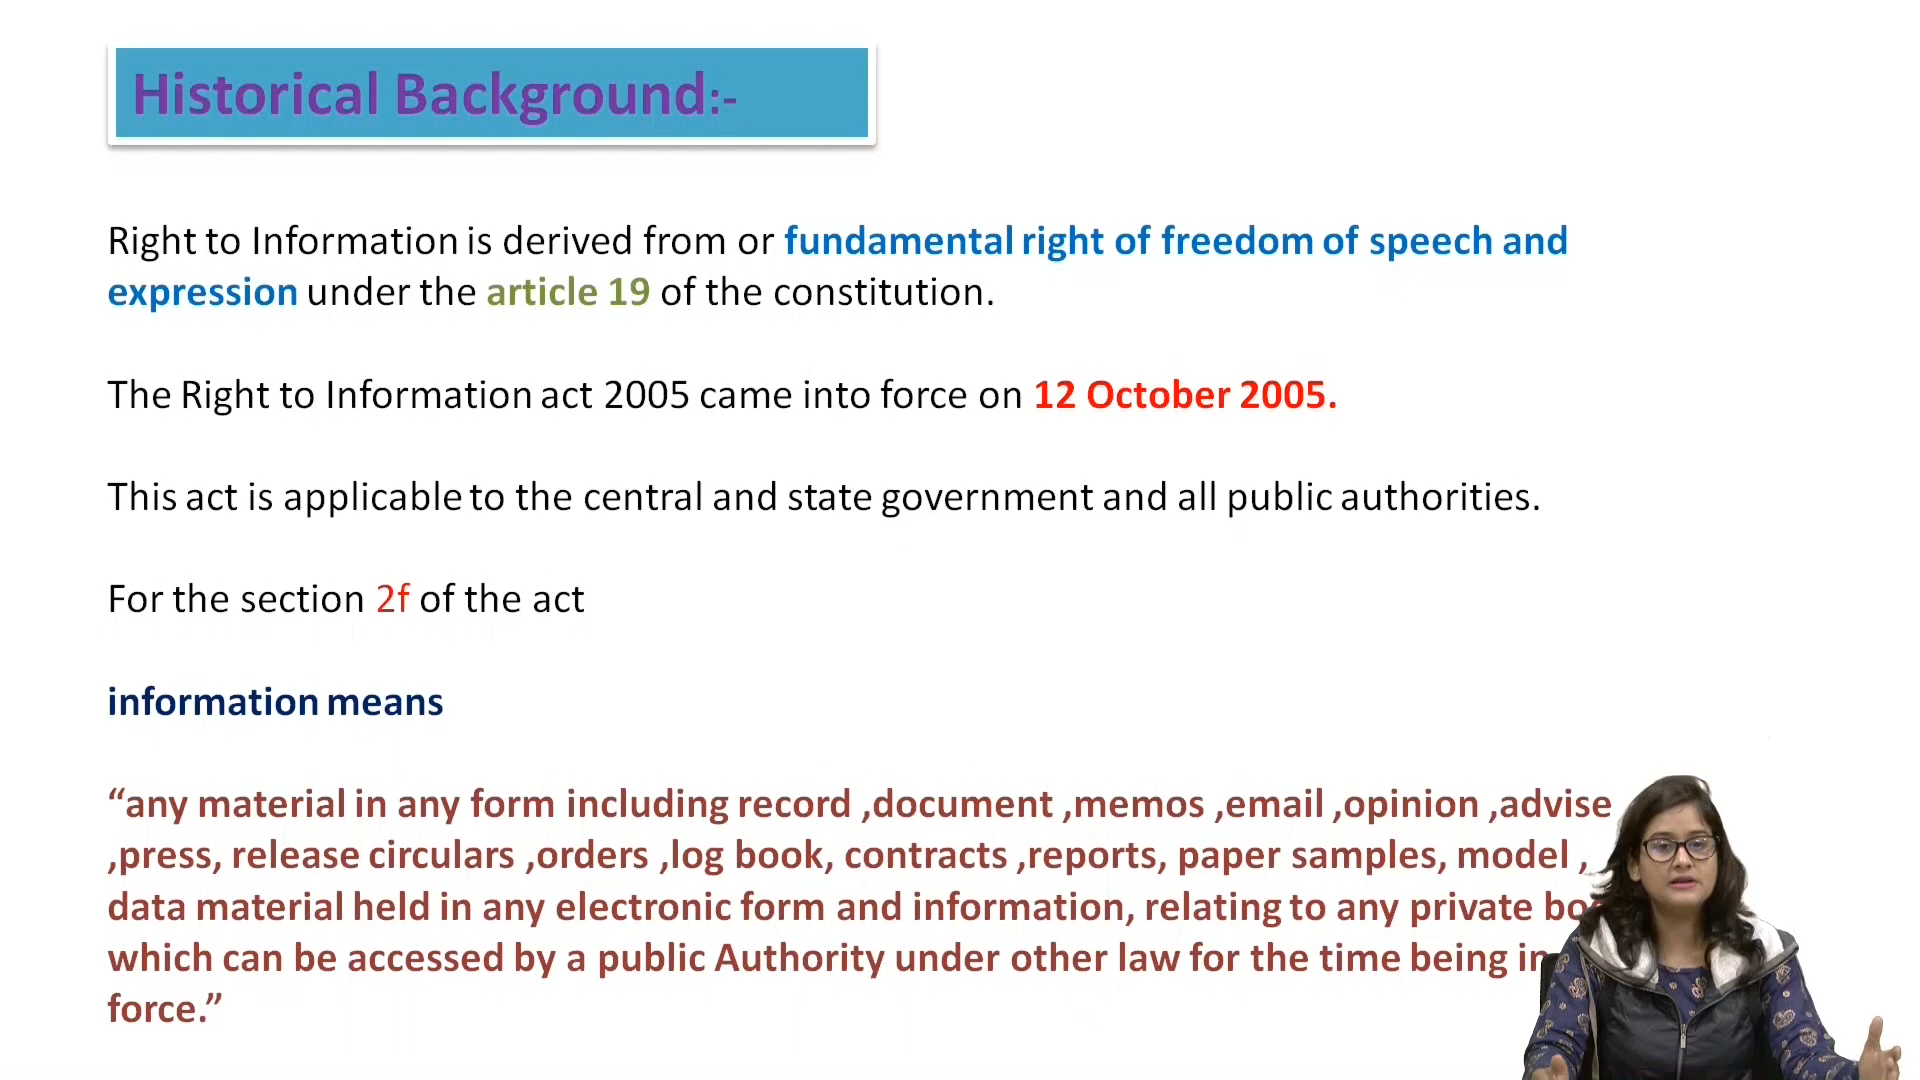 Historical Background:-
Right to Information is derived from or fundamental right of freedom of speech and
expression under the article 19 of the constitution.
The Right to Information act 2005 came into force on 12 October 2005.
This act is applicable to the central and state government and all public authorities.
For the section 2f of the act
information means
“any material in any form including record ,document ,memos ,email ,opinion ,advise
,press, release circulars ,orders ,log book, contracts ,reports, paper samples, model ,
data material held in any electronic form and information, relating to any private
which can be accessed by a public Authority under other law for the time being in
force.”